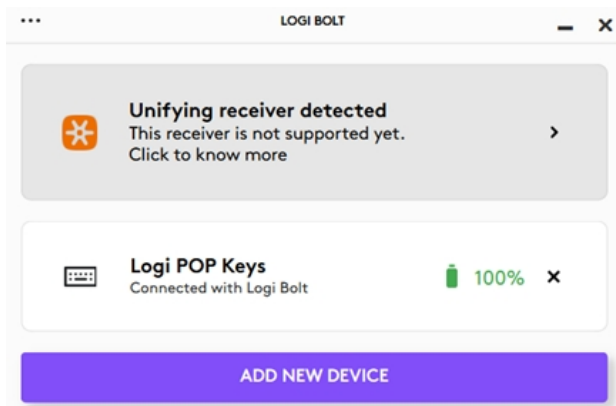 LOGI BOLT
Unifying receiver detected
This receiver is not supported yet.
Click to know more
Logi POP Keys
Connected with Logi Bolt
100%
ADD NEW DEVICE